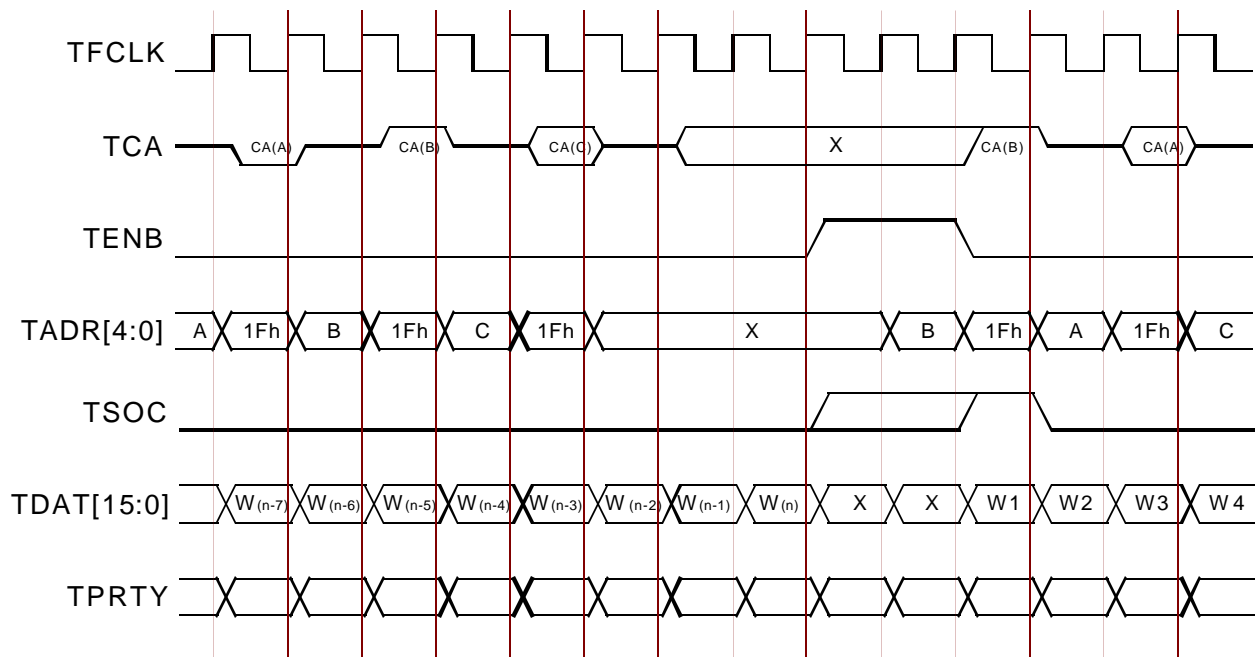 TFCLK
TCA CA(A) CA(B) CA(C) X CA(B) CA(A)
TENB
TADR[4:0] A 1Fh B 1Fh C 1Fh X B 1Fh A 1Fh C
TSOC
TDAT[15:0] W(n-7) W(n-6) W(n-5) W(n-4) W(n-3) W(n-2) W(n-1) W(n) X X W1 W2 W3 W4
TPRTY